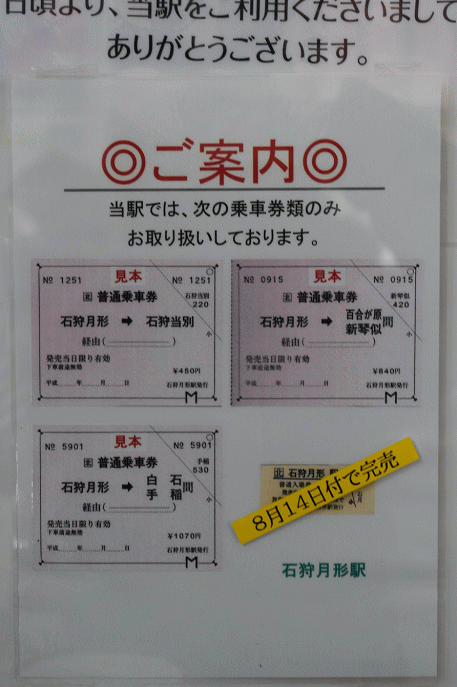 日頃より、当駅をご利用くださいまして
ありがとうございます。
◎ご案内◎
当駅では、次の乗車券類のみ
お取り扱いしております。
№ 1251 見本 № 1251
北 普通乗車券 石狩当別
220
石狩月形 ➡ 石狩当別
経由(
)
発売当日限り有効
下車前途無効
¥450円
平成 年 月 日 石狩月形駅発行
M
№ 0915 見本 № 0915
北 普通乗車券 新琴似
420
石狩月形 ➡ 百合が原
新琴似 間
経由(
)
発売当日限り有効
下車前途無効
¥840円
平成 年 月 日 石狩月形駅発行
M
№ 5901 見本 № 5901
北 普通乗車券 手稲
530
石狩月形 ➡ 白石
手稲 間
経由(
)
発売当日限り有効
下車前途無効
¥1070円
平成 年 月 日 石狩月形駅発行
M
北 石狩月形 駅
普通入場券
8月14日付で完売
石狩月形駅